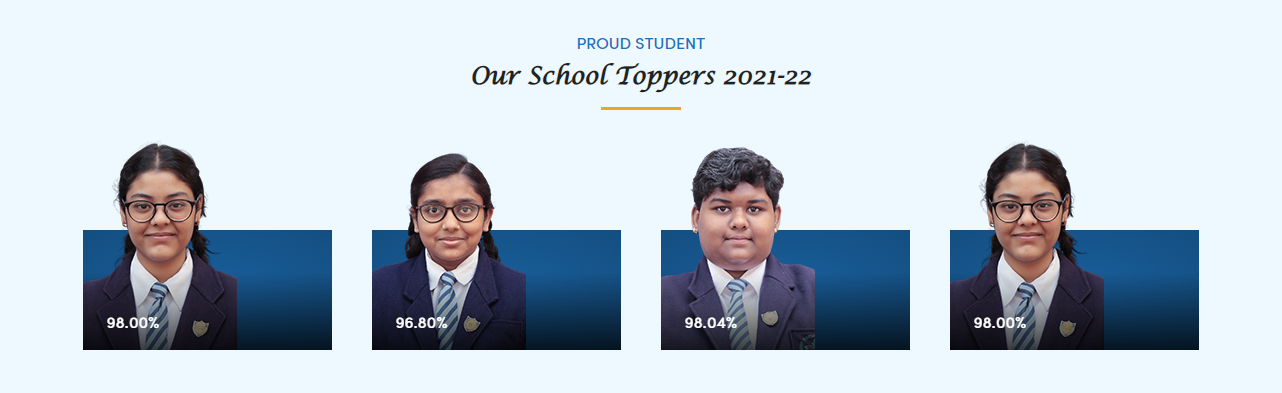 PROUD STUDENT
Our School Toppers 2021-22
98.00%
96.80%
98.04%
98.00%